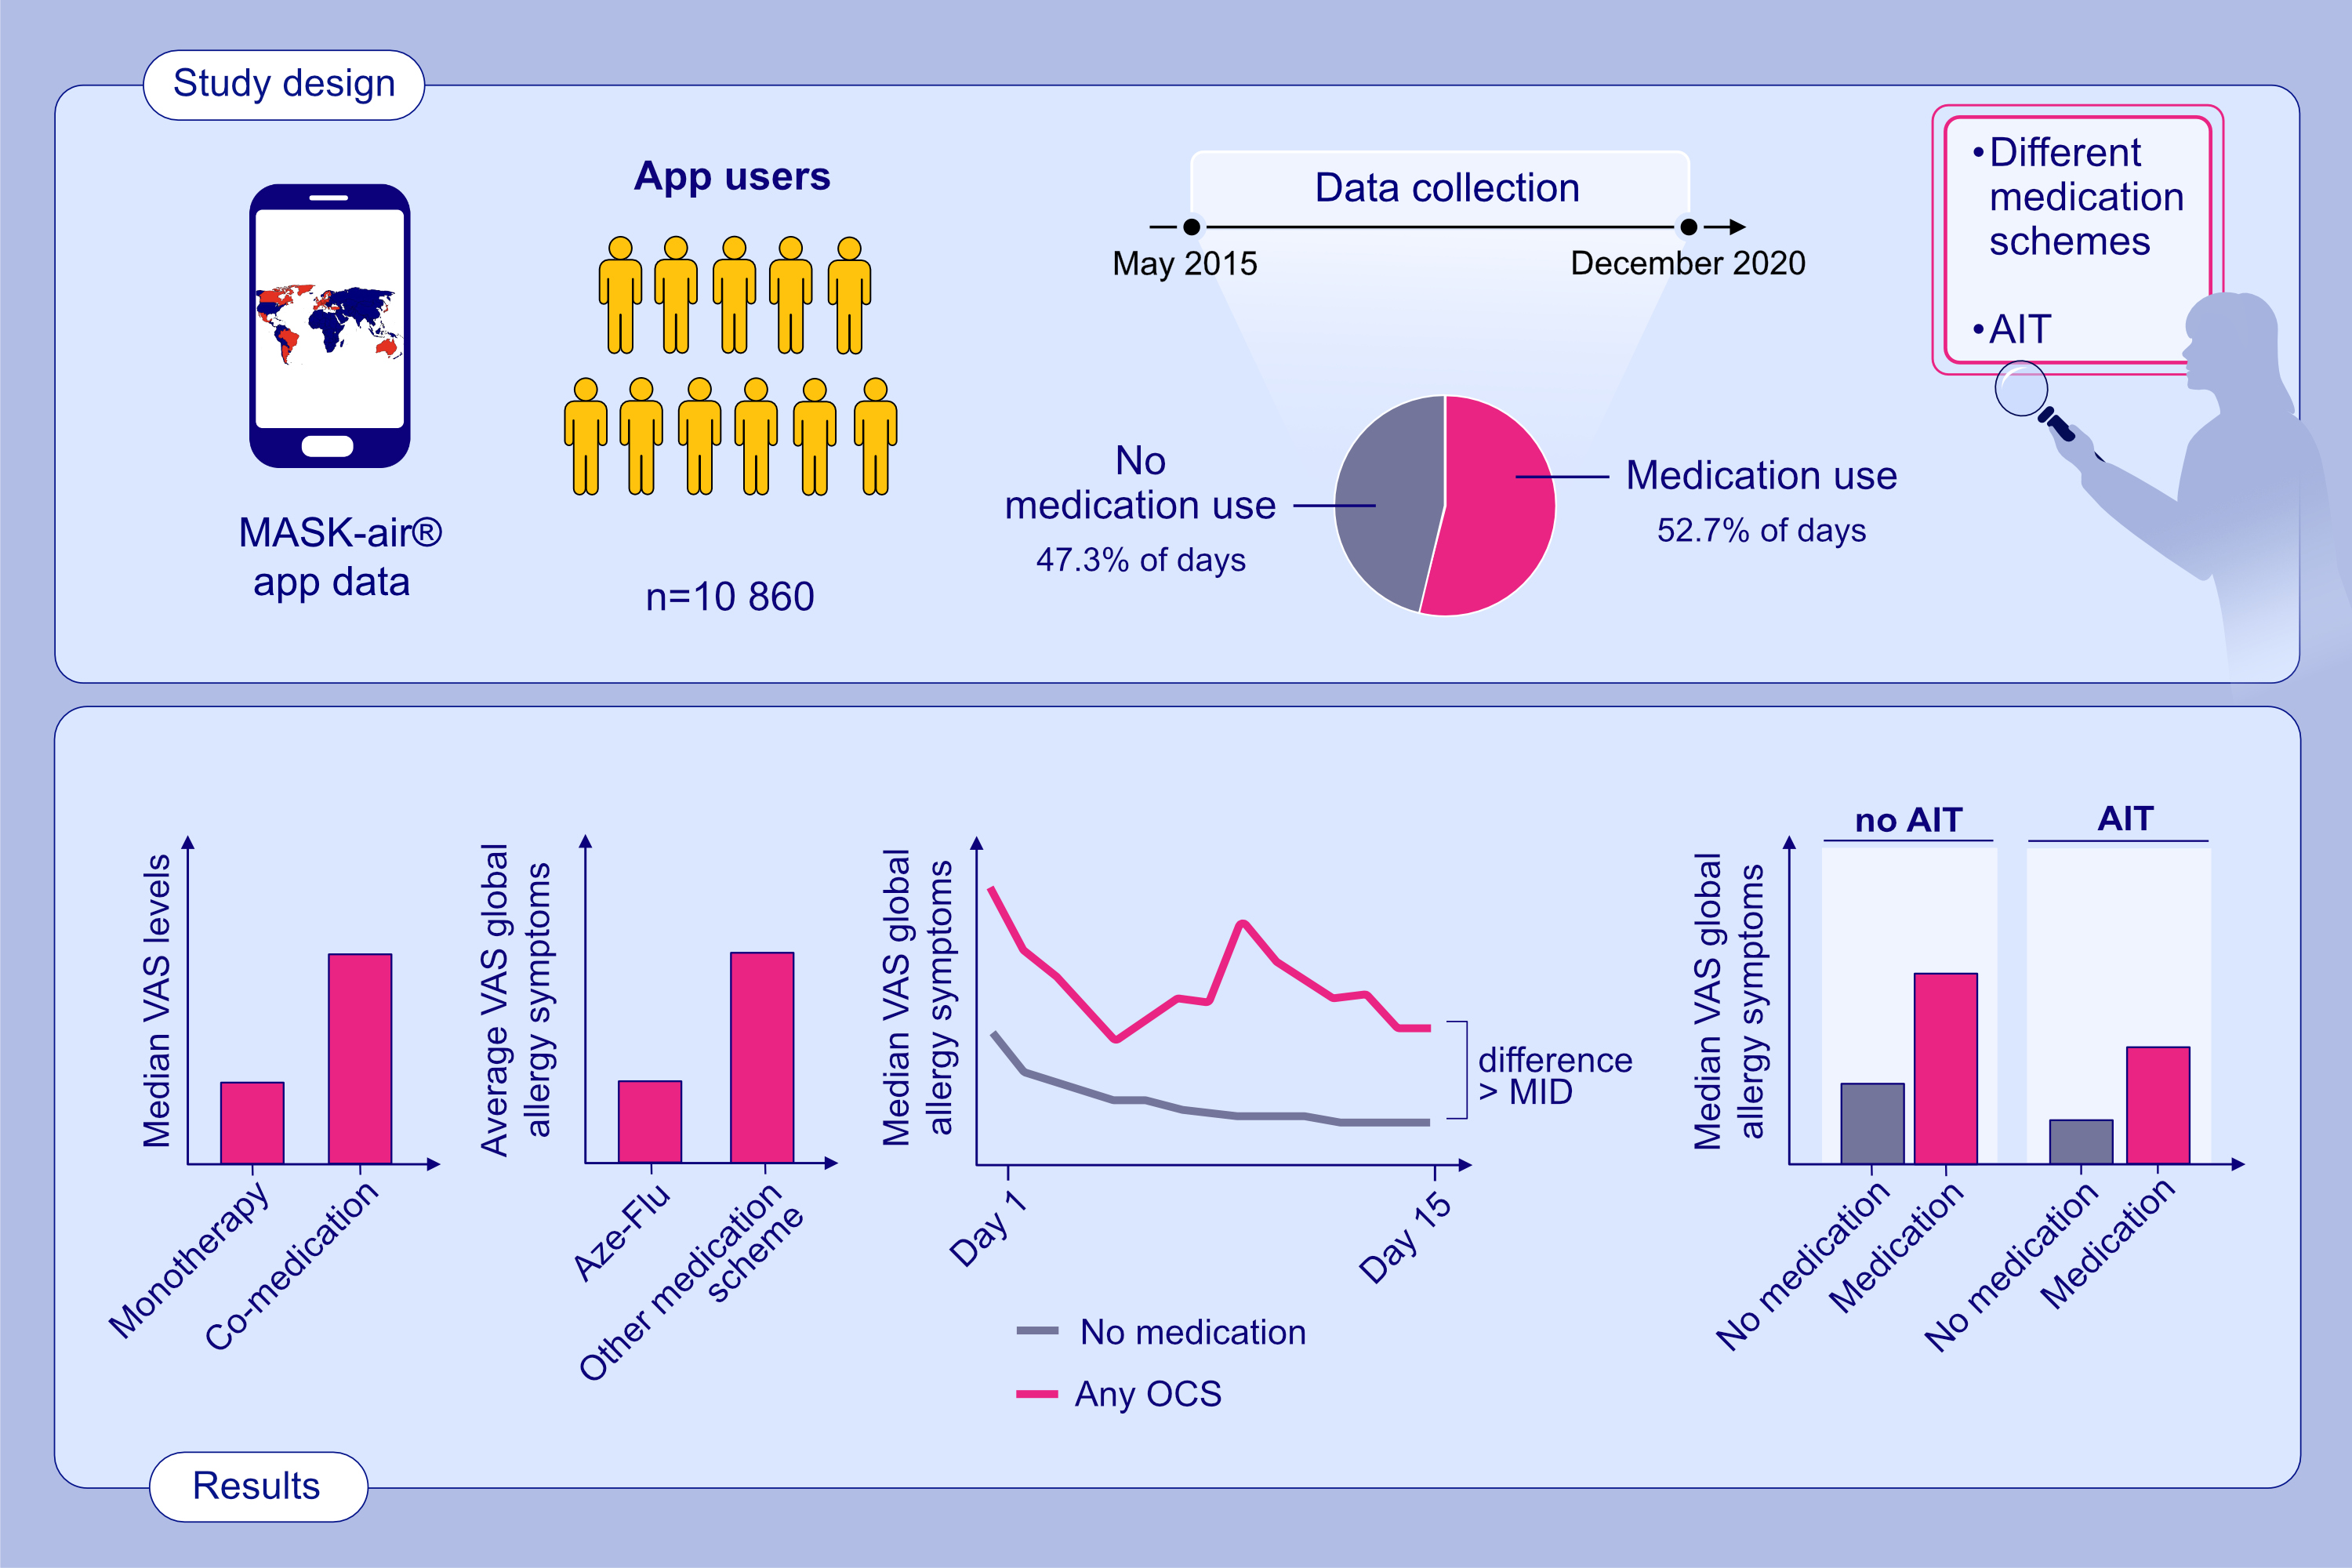 Study design
MASK-air®
app data
App users
n=10 860
Data collection
May 2015
December 2020
No
medication use
47.3% of days
Medication use
52.7% of days
•Different
medication
schemes
•AIT
Median VAS levels
Monotherapy
Co-medication
Average VAS global
allergy symptoms
Aze-Flu
Other medication
scheme
Median VAS global
allergy symptoms
difference
> MID
Day 1
Day 15
No medication
Any OCS
Median VAS global
allergy symptoms
no AIT
AIT
No medication
Medication
No medication
Medication
Results